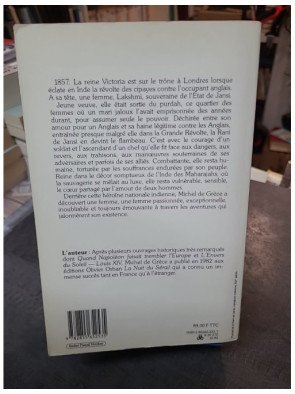 1857. La reine Victoria est sur le trône à Londres lorsque
éclate en Inde la révolte des cipayes contre l'occupant anglais.
A sa tête, une femme, Lakshmi, souveraine de l'État de Jansi.
Jeune veuve, elle était sortie du purdah, ce quartier des
femmes où un mari jaloux l'avait emprisonnée des années
durant, pour assumer seule le pouvoir. Déchirée entre son
amour pour un Anglais et sa haine légitime contre les Anglais,
entraînée presque malgré elle dans la Grande Révolte, la Rani
de Jansi en devint le flambeau. C'est avec le courage d'un
soldat et l'ascendant d'un chef qu'elle fit face aux dangers, aux
revers, aux trahisons, aux manœuvres souterraines de ses
adversaires et parfois de ses alliés. Combattante, elle resta hu-
maine, torturée par les souffrances endurées par son peuple.
Reine dans le décor somptueux de l'Inde des Maharajahs, où
la sauvagerie se mêlait au luxe, elle resta vulnérable, sensible,
le cœur partagé par l'amour de deux hommes.
Derrière cette héroïne nationale indienne, Michel de Grèce a
découvert une femme, une femme passionnée, exceptionnelle,
inoubliable et toujours émouvante à travers les aventures qui
jalonnèrent son existence.
L'auteur : Après plusieurs ouvrages historiques très remarqués
dont Quand Napoléon faisait trembler l'Europe et L'Envers
du Soleil — Louis XIV, Michel de Grèce a publié en 1982 aux
éditions Olivier Orban La Nuit du Sérail qui a connu un im-
mense succès tant en France qu'à l'étranger.
99,00 F TTC